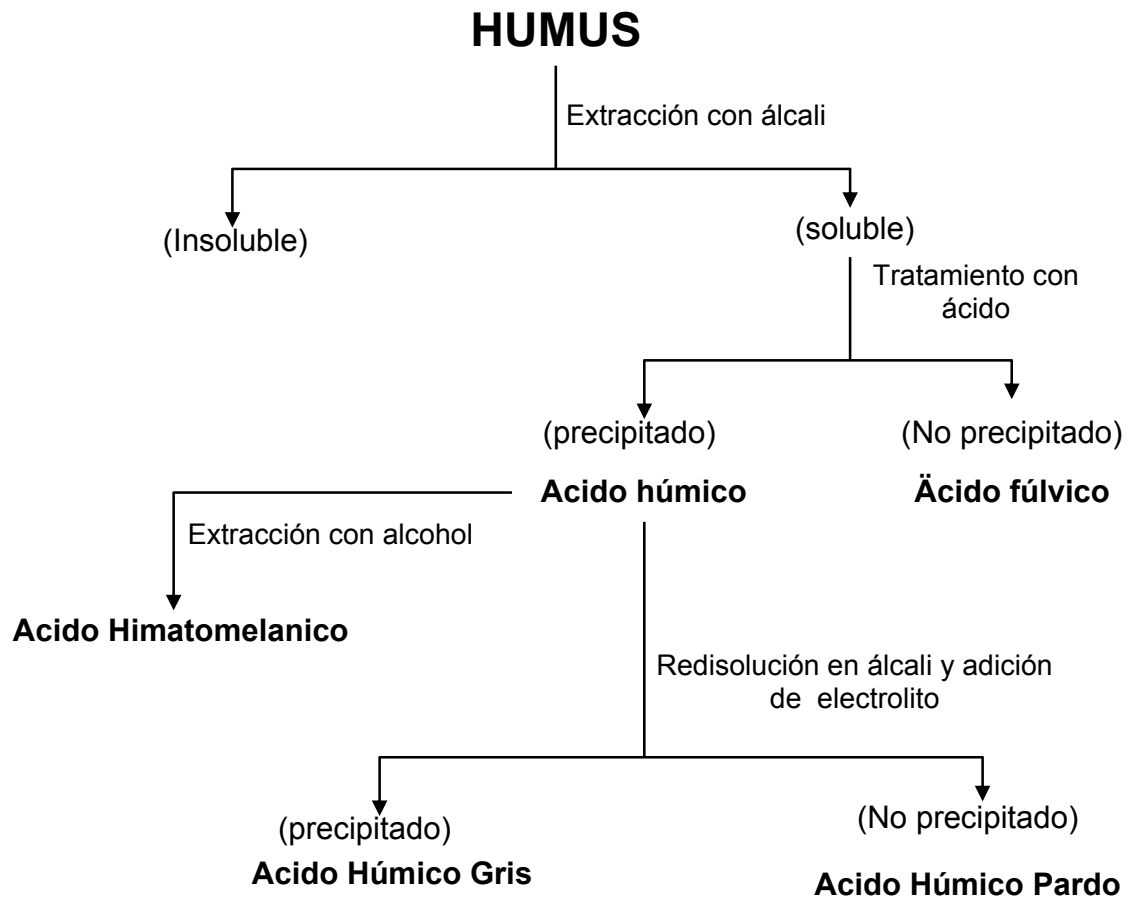 HUMUS
Extracción con álcali
(Insoluble)
(soluble)
Tratamiento con
ácido
(precipitado)
(No precipitado)
Acido húmico
Äcido fúlvico
Extracción con alcohol
Acido Himatomelanico
Redisolución en álcali y adición
de electrolito
(precipitado)
(No precipitado)
Acido Húmico Gris
Acido Húmico Pardo